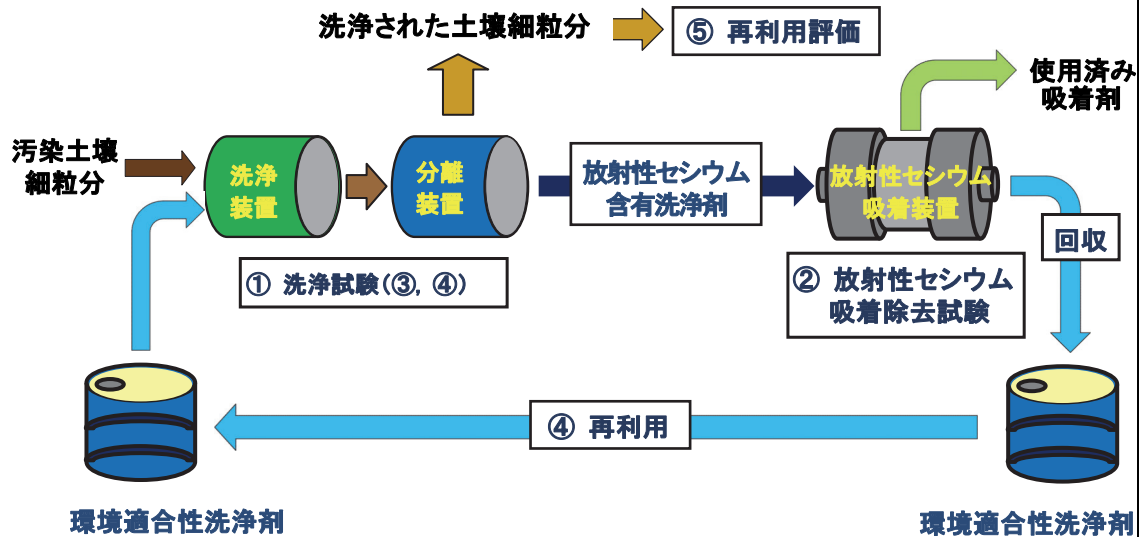 洗浄された土壌細粒分
⑤ 再利用評価
使用済み
吸着剤
汚染土壌
細粒分
洗浄
装置
分離
装置
放射性セシウム
含有洗浄剤
放射性セシウム
吸着装置
回収
① 洗浄試験(③, ④)
② 放射性セシウム
吸着除去試験
④ 再利用
環境適合性洗浄剤
環境適合性洗浄剤